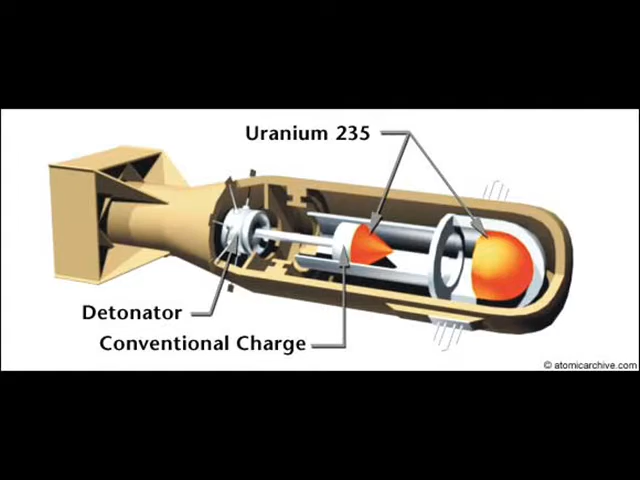 Uranium 235
Detonator
Conventional Charge
© atomicarchive.com